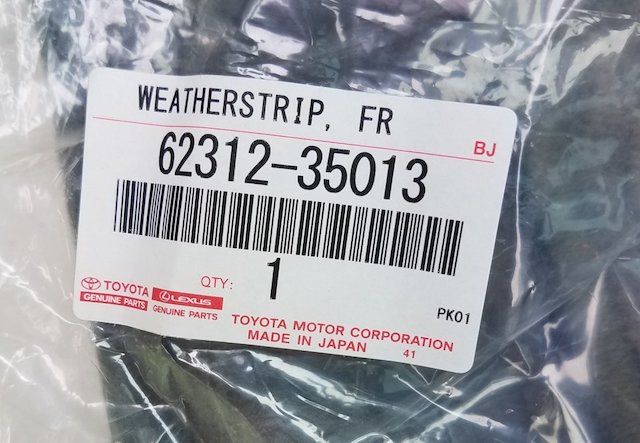 WEATHERSTRIP, FR
BJ
62312-35013
QTY: 1
PK01
TOYOTA
GENUINE PARTS
LEXUS
GENUINE PARTS
TOYOTA MOTOR CORPORATION
MADE IN JAPAN 41